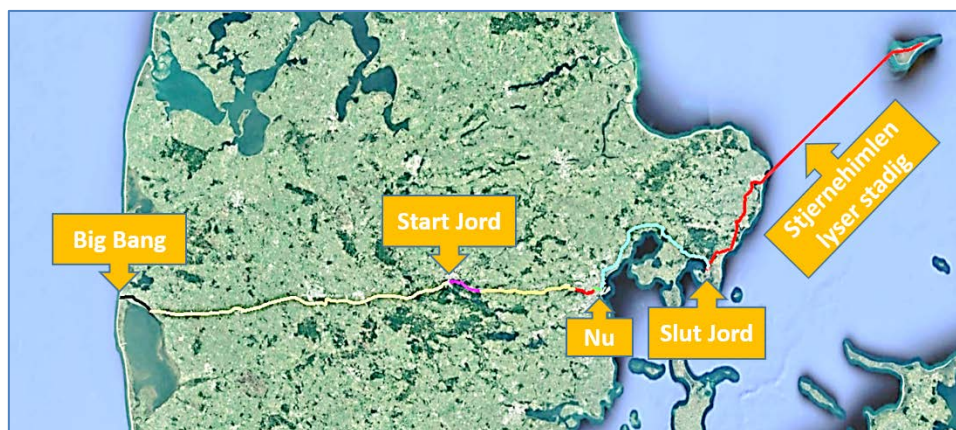 Big Bang
Start Jord
Nu
Slut Jord
Stjernehimlen
lyser stadig